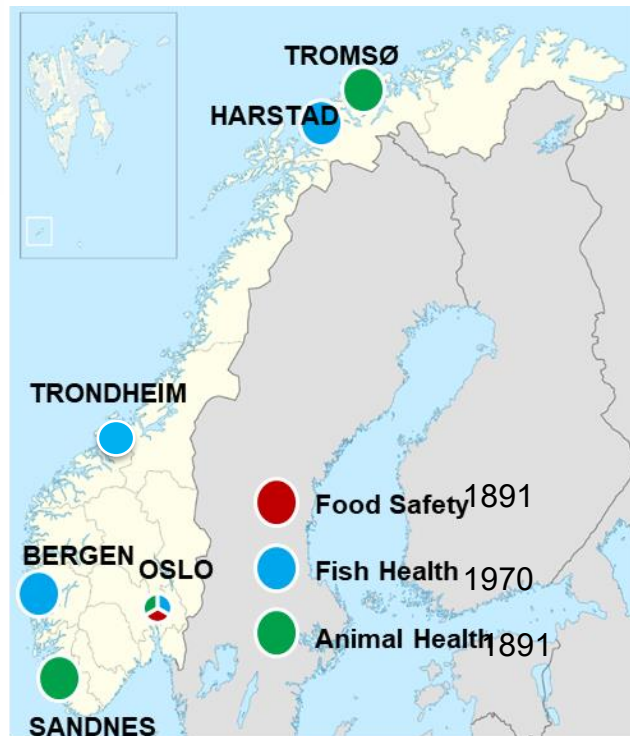 TROMSØ
HARSTAD
TRONDHEIM
BERGEN
OSLO
SANDNES
Food Safety 1891
Fish Health 1970
Animal Health 1891